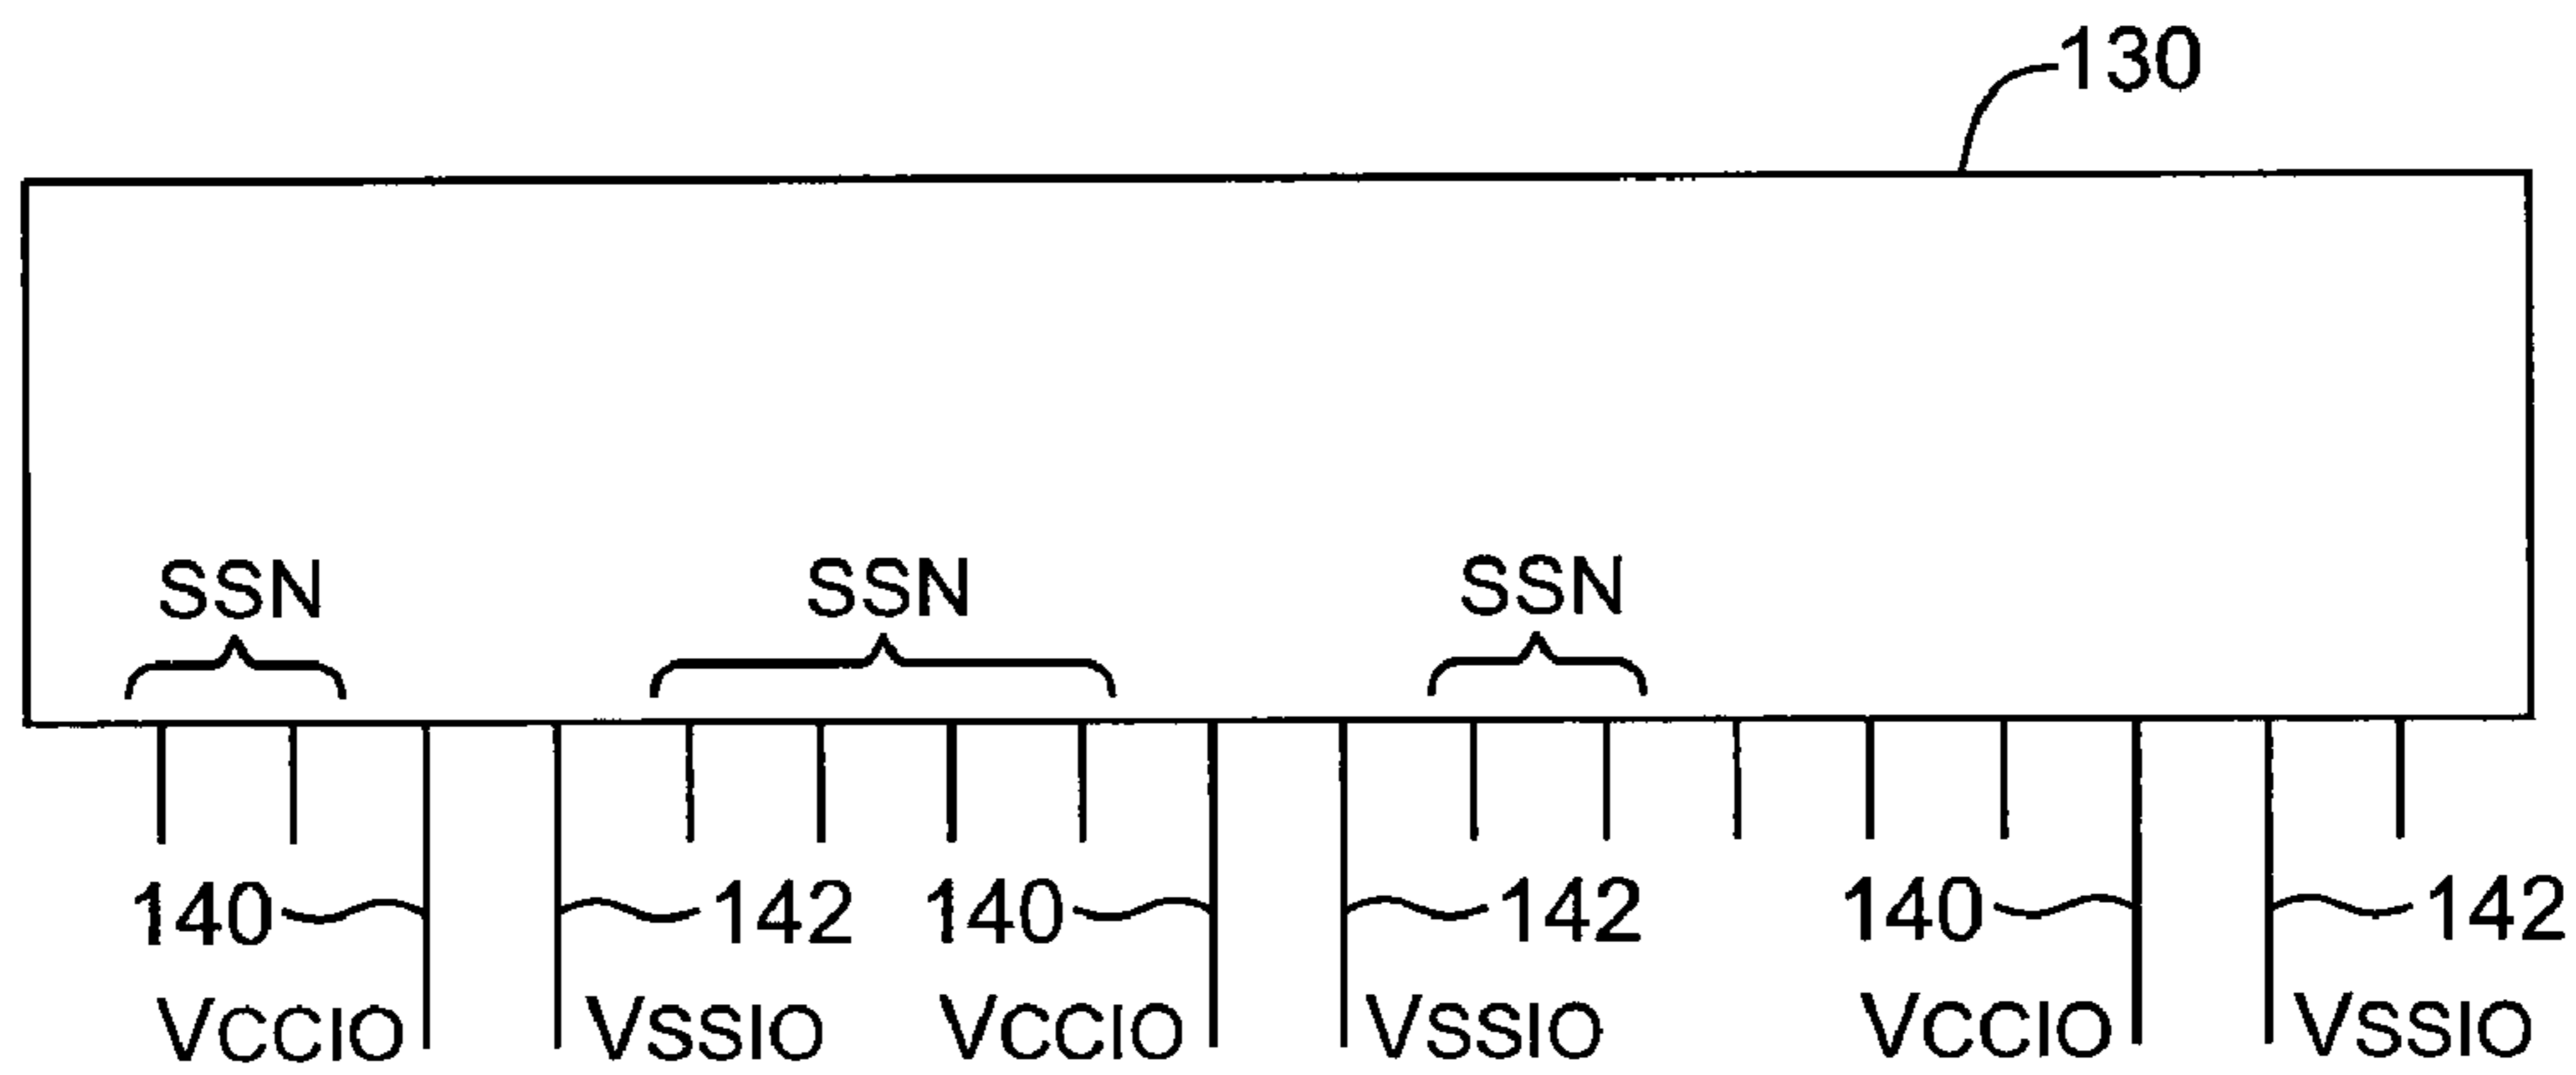 130
SSN SSN SSN
140 142 140 142 140 142
VCCIO VSSIO VCCIO VSSIO VCCIO VSSIO